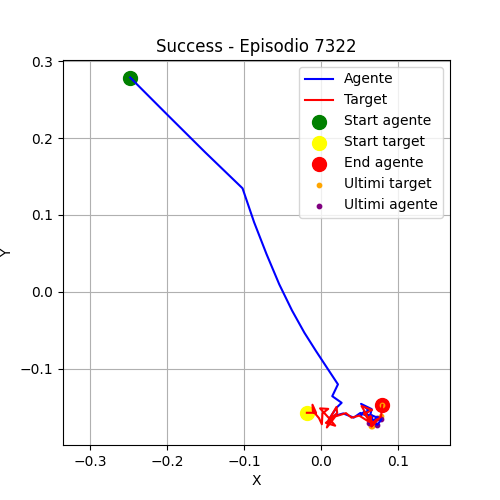 Success - Episodio 7322
Agente
Target
Start agente
Start target
End agente
Ultimi target
Ultimi agente
0.3
0.2
0.1
0.0
−0.1
Y
−0.3
−0.2
−0.1
0.0
0.1
X